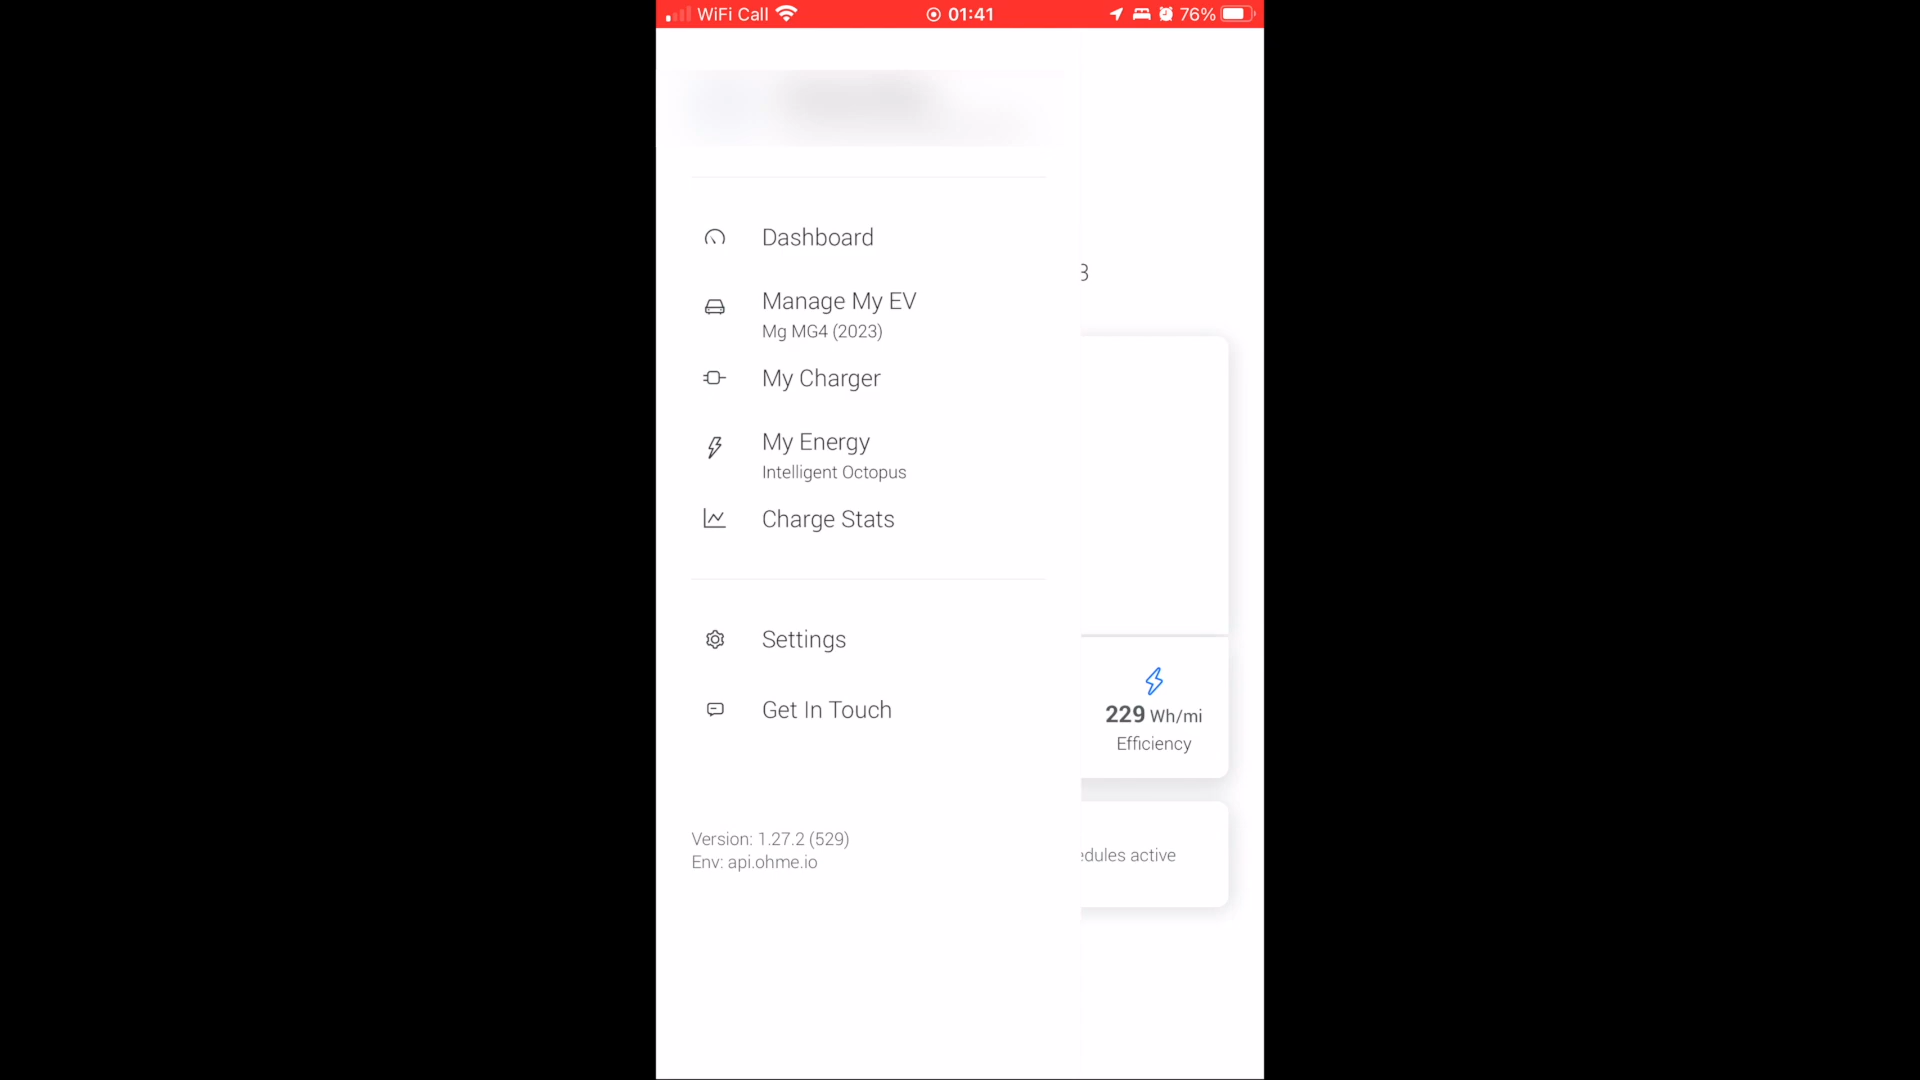 WiFi Call 01:41 76%
Dashboard
Manage My EV
Mg MG4 (2023)
My Charger
My Energy
Intelligent Octopus
Charge Stats
Settings
Get In Touch
Version: 1.27.2 (529)
Env: api.ohme.io
229 Wh/mi
Efficiency
edules active